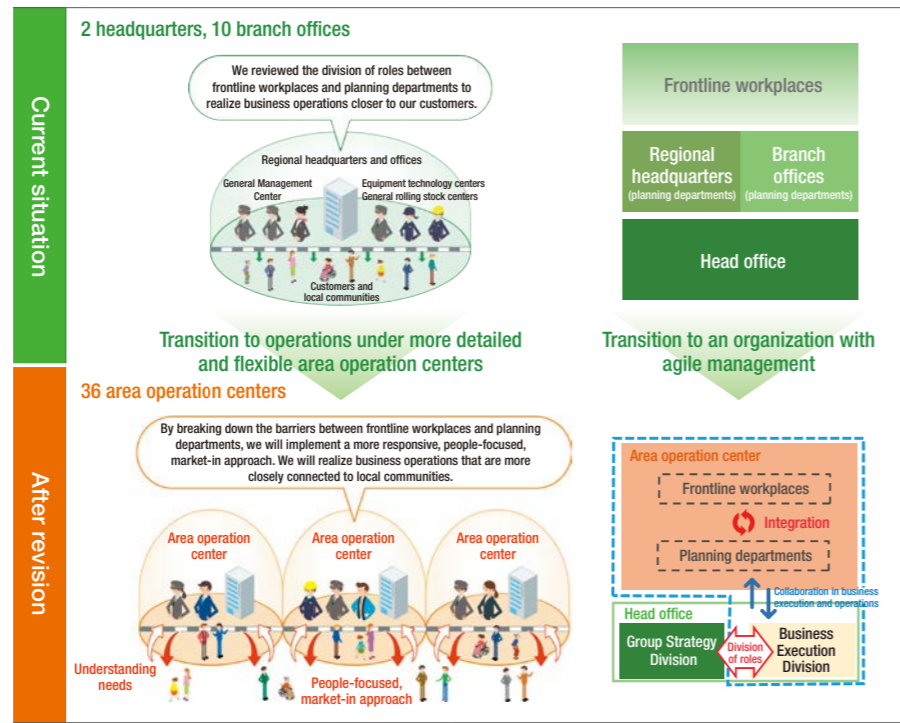 Current situation
2 headquarters, 10 branch offices
We reviewed the division of roles between
frontline workplaces and planning departments to
realize business operations closer to our customers.
Regional headquarters and offices
General Management
Center
Equipment technology centers
General rolling stock centers
Customers and
local communities
Frontline workplaces
Regional
headquarters
(planning departments)
Branch
offices
(planning departments)
Head office
Transition to operations under more detailed
and flexible area operation centers
Transition to an organization with
agile management
After revision
36 area operation centers
By breaking down the barriers between frontline workplaces and planning
departments, we will implement a more responsive, people-focused,
market-in approach. We will realize business operations that are more
closely connected to local communities.
Area operation
center
Area operation
center
Area operation
center
Understanding
needs
People-focused,
market-in approach
Area operation center
Frontline workplaces
Integration
Planning departments
Collaboration in business
execution and operations
Head office
Group Strategy
Division
Division
of roles
Business
Execution
Division